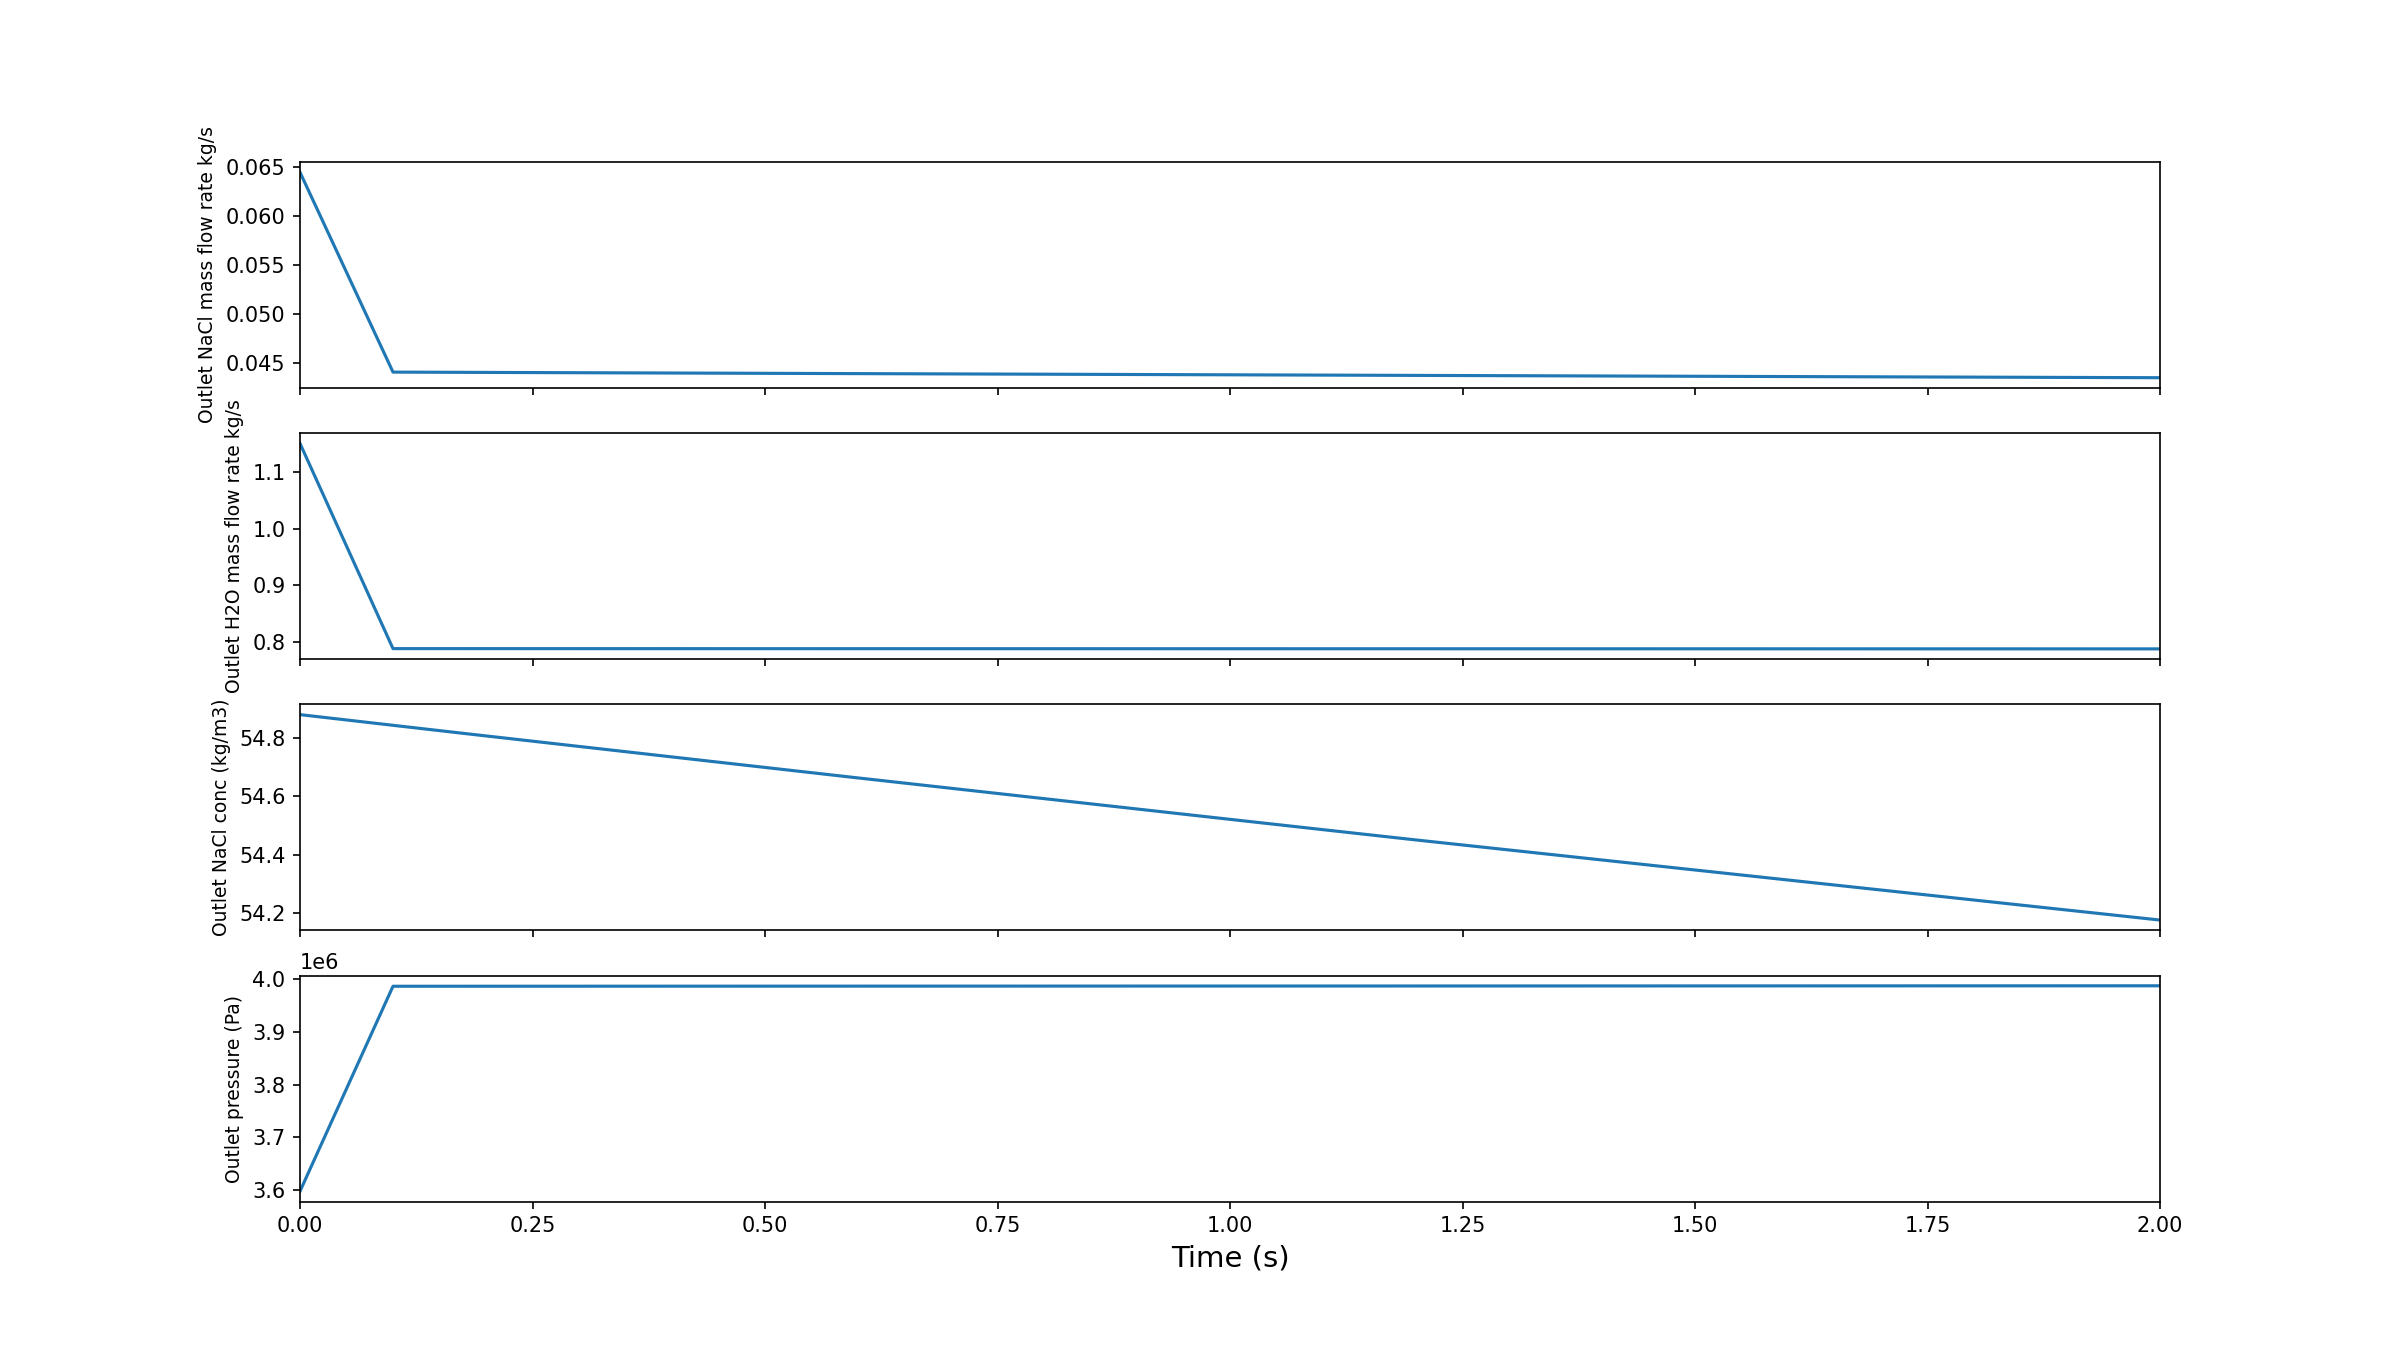 Outlet NaCl mass flow rate kg/s
0.065
0.060
0.055
0.050
0.045
Outlet H2O mass flow rate kg/s
1.1
1.0
0.9
0.8
Outlet NaCl conc (kg/m3)
54.8
54.6
54.4
54.2
1e6
Outlet pressure (Pa)
4.0
3.9
3.8
3.7
3.6
0.00 0.25 0.50 0.75 1.00 1.25 1.50 1.75 2.00
Time (s)